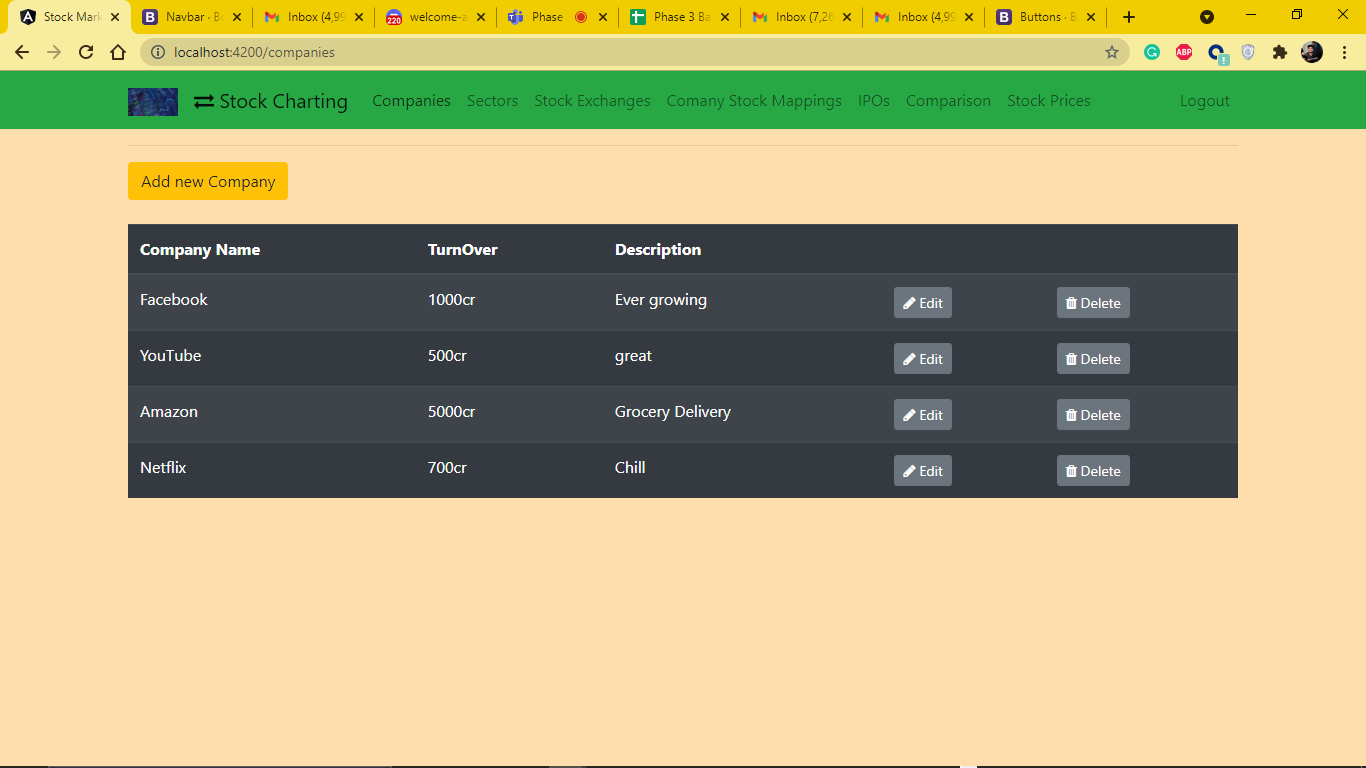 Stock Mark
Navbar · B
Inbox (4,99
welcome-a
Phase
Phase 3 Ba
Inbox (7,26
Inbox (4,99
Buttons · B
localhost:4200/companies
ABP
220
Stock Charting
Companies
Sectors
Stock Exchanges
Comany Stock Mappings
IPOs
Comparison
Stock Prices
Logout
Add new Company
Company Name TurnOver Description
Facebook 1000cr Ever growing Edit Delete
YouTube 500cr great Edit Delete
Amazon 5000cr Grocery Delivery Edit Delete
Netflix 700cr Chill Edit Delete